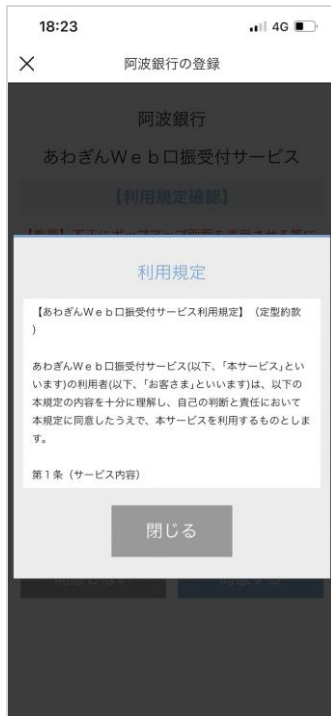 18:23
4G
阿波銀行の登録
阿波銀行
あわぎんWeb口振受付サービス
【利用規定確認】
利用規定
【あわぎんWeb口振受付サービス利用規定】（定型約款
）
あわぎんWeb口振受付サービス(以下、「本サービス」とい
います)の利用者(以下、「お客さま」といいます)は、以下の
本規定の内容を十分に理解し、自己の判断と責任において
本規定に同意したうえで、本サービスを利用するものとしま
す。
第1条（サービス内容）
閉じる